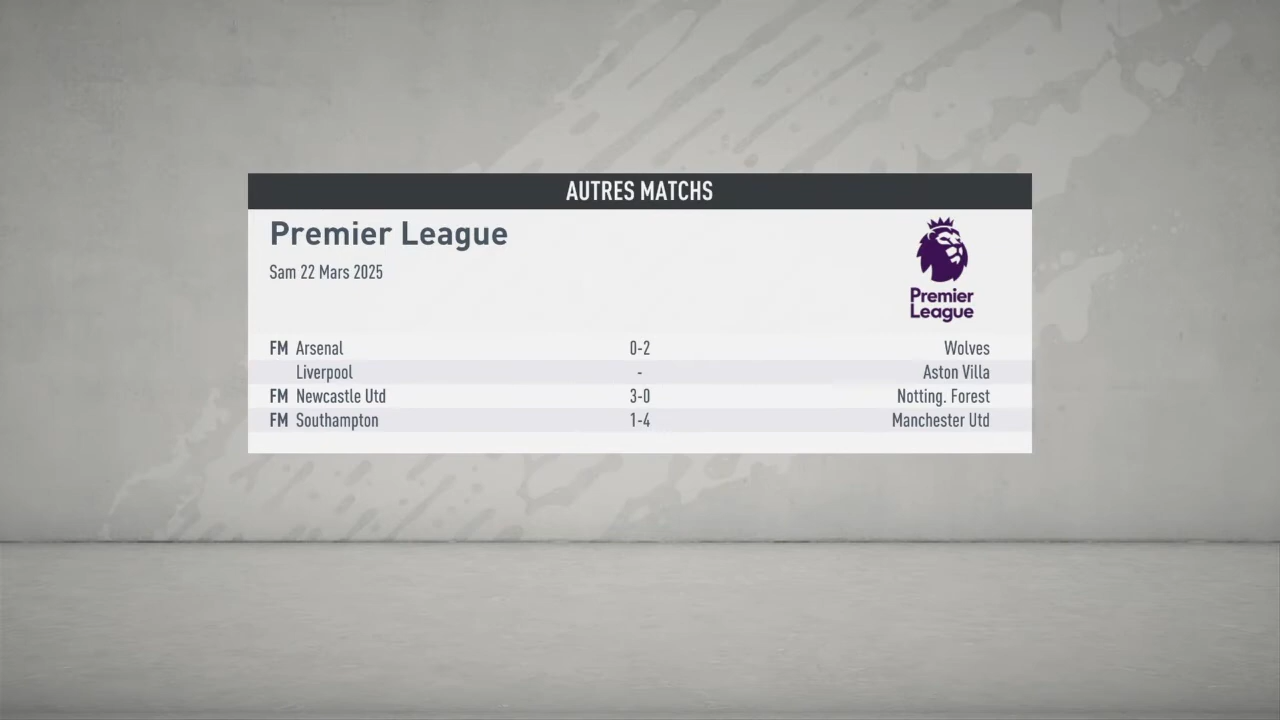 AUTRES MATCHS
Premier League
Sam 22 Mars 2025
Premier
League
FM Arsenal 0-2 Wolves
Liverpool - Aston Villa
FM Newcastle Utd 3-0 Notting. Forest
FM Southampton 1-4 Manchester Utd